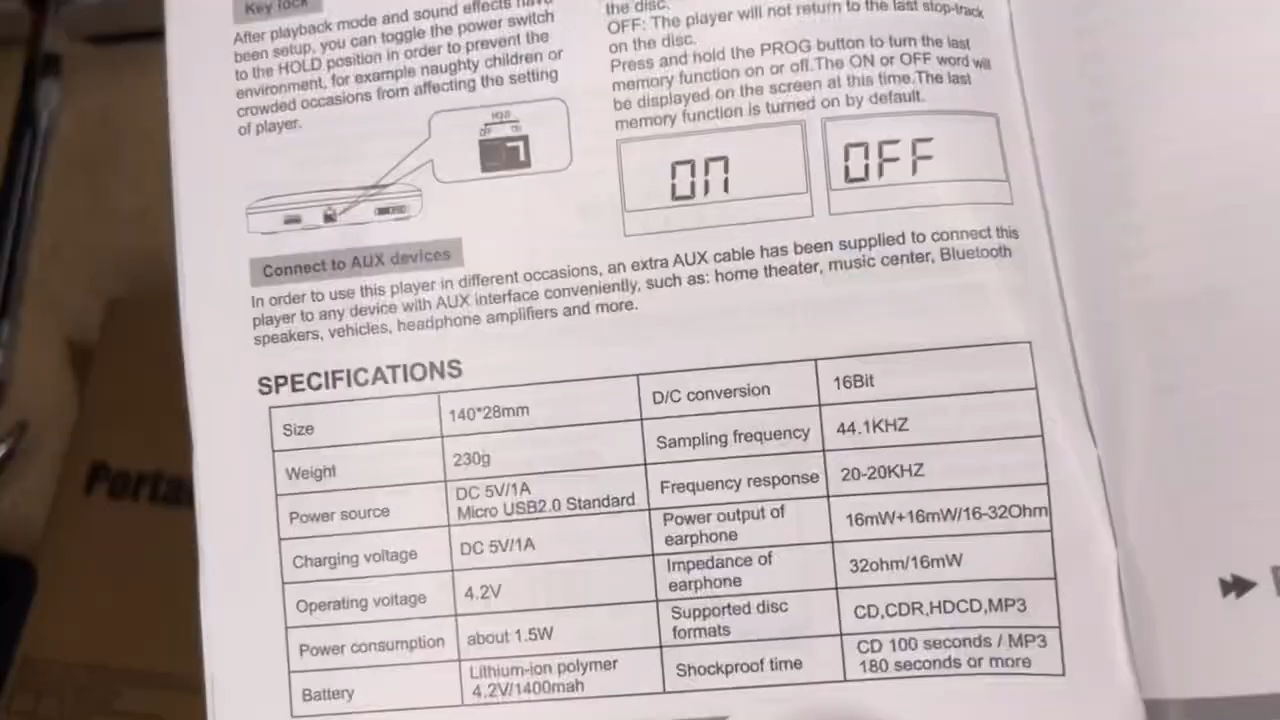 Key lock
After playback mode and sound effects have
been setup, you can toggle the power switch
to the HOLD position in order to prevent the
environment, for example naughty children or
crowded occasions from affecting the setting
of player.
HOLD
OFF ON
the disc.
OFF: The player will not return to the last stop-track
on the disc.
Press and hold the PROG button to turn the last
memory function on or off.The ON or OFF word will
be displayed on the screen at this time.The last
memory function is turned on by default.
ON
OFF
Connect to AUX devices
In order to use this player in different occasions, an extra AUX cable has been supplied to connect this
player to any device with AUX interface conveniently, such as: home theater, music center, Bluetooth
speakers, vehicles, headphone amplifiers and more.
SPECIFICATIONS
Size 140*28mm D/C conversion 16Bit
Weight 230g Sampling frequency 44.1KHZ
Power source DC 5V/1A
Micro USB2.0 Standard Frequency response 20-20KHZ
Charging voltage DC 5V/1A Power output of
earphone 16mW+16mW/16-32Ohm
Operating voltage 4.2V Impedance of
earphone 32ohm/16mW
Power consumption about 1.5W Supported disc
formats CD,CDR,HDCD,MP3
Battery Lithium-ion polymer
4.2V/1400mah Shockproof time CD 100 seconds / MP3
180 seconds or more
Porta